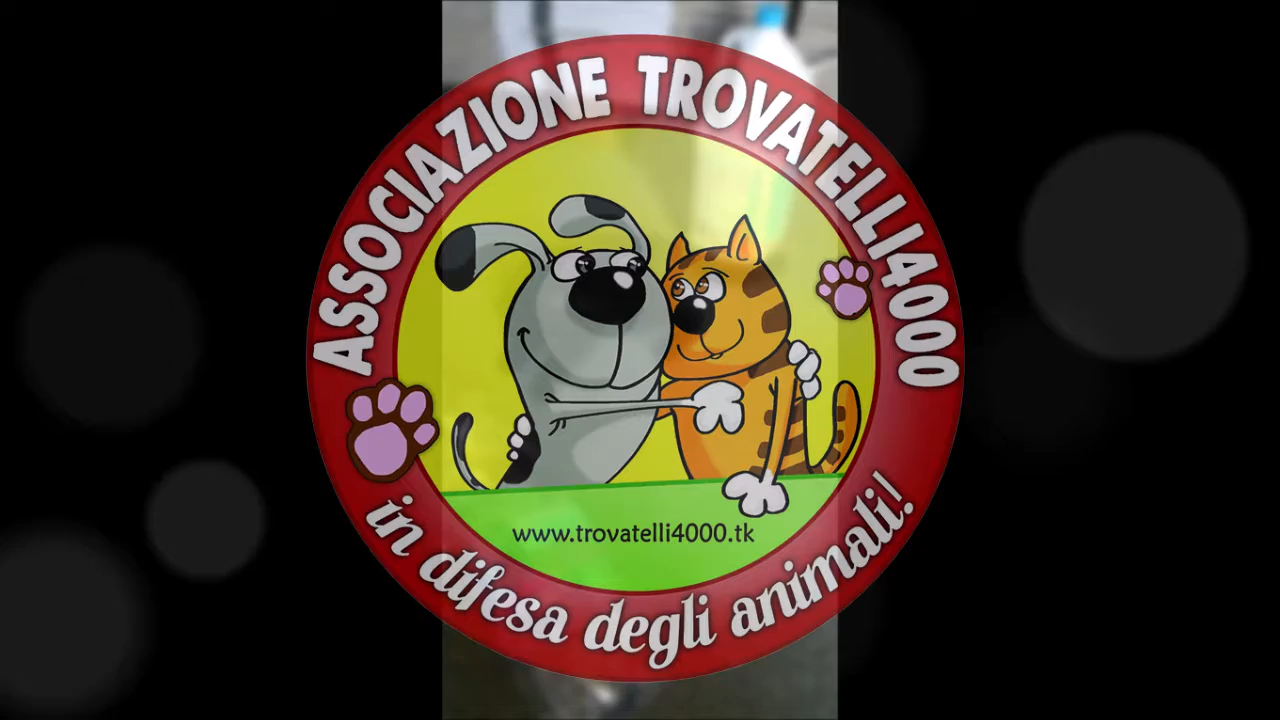 ASSOCIAZIONE TROVATELLI4000
www.trovatelli4000.tk
in difesa degli animali!